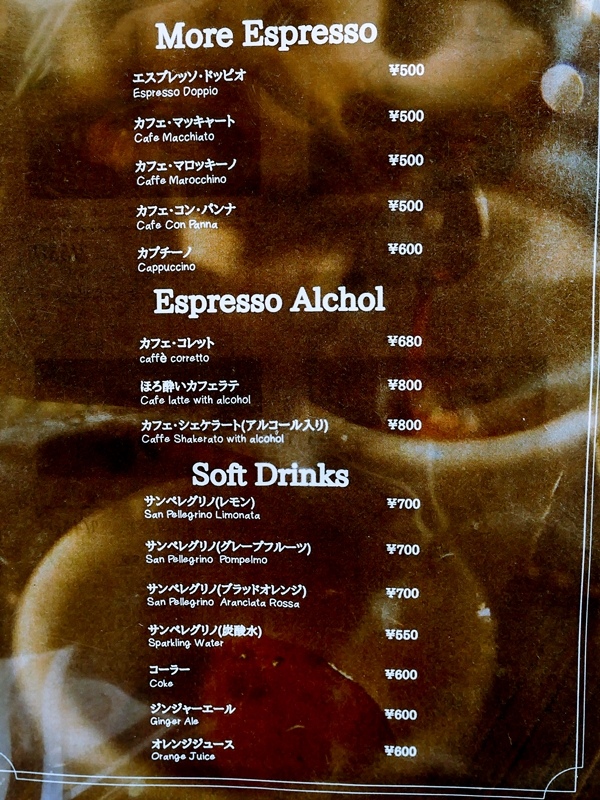 More Espresso
エスプレッソ・ドッピオ ¥500
Espresso Doppio
カフェ・マッキャート ¥500
Cafe Macchiato
カフェ・マロッキーノ ¥500
Caffe Marocchino
カフェ・コン・パンナ ¥500
Cafe Con Panna
カプチーノ ¥600
Cappuccino
Espresso Alchol
カフェ・コレット ¥680
caffè corretto
ほろ酔いカフェラテ ¥800
Cafe latte with alcohol
カフェ・シェケラート(アルコール入り) ¥800
Caffe Shakerato with alcohol
Soft Drinks
サンペレグリノ(レモン) ¥700
San Pellegrino Limonata
サンペレグリノ(グレープフルーツ) ¥700
San Pellegrino Pompelmo
サンペレグリノ(ブラッドオレンジ) ¥700
San Pellegrino Aranciata Rossa
サンペレグリノ(炭酸水) ¥550
Sparkling Water
コーラー ¥600
Coke
ジンジャーエール ¥600
Ginger Ale
オレンジジュース ¥600
Orange Juice